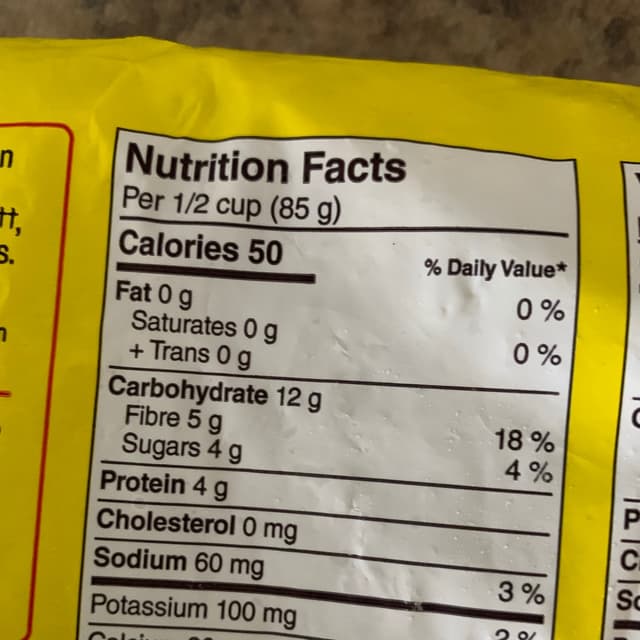 n
tt,
s.
n
Nutrition Facts
Per 1/2 cup (85 g)
Calories 50
% Daily Value*
Fat 0 g 0 %
Saturates 0 g
+ Trans 0 g 0 %
Carbohydrate 12 g
Fibre 5 g 18 %
Sugars 4 g 4 %
Protein 4 g
Cholesterol 0 mg
Sodium 60 mg 3 %
Potassium 100 mg
P
C
So